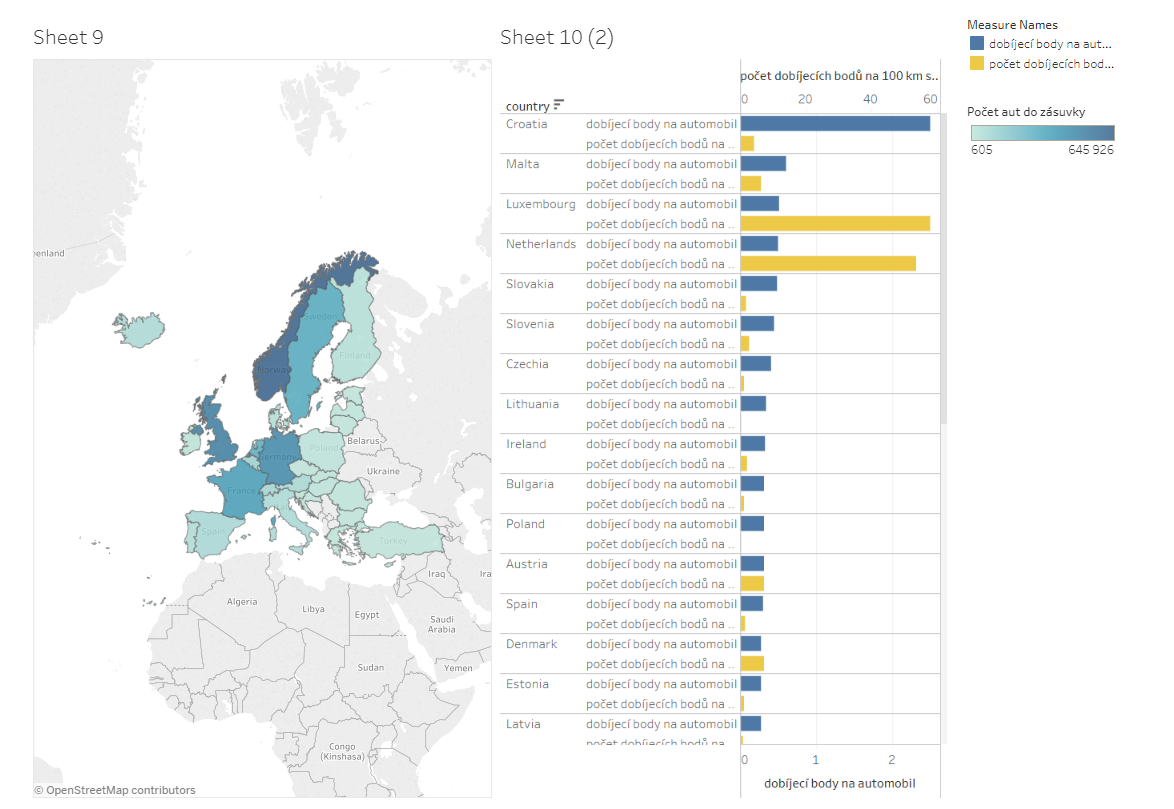 Sheet 9
Sheet 10 (2)
Measure Names
dobíjecí body na aut...
počet dobíjecích bod...
Počet aut do zásuvky
605
645 926
počet dobíjecích bodů na 100 km s..
0
20
40
60
country
Croatia
dobíjecí body na automobil
počet dobíjecích bodů na ..
Malta
dobíjecí body na automobil
počet dobíjecích bodů na ..
Luxembourg
dobíjecí body na automobil
počet dobíjecích bodů na ..
Netherlands
dobíjecí body na automobil
počet dobíjecích bodů na ..
Slovakia
dobíjecí body na automobil
počet dobíjecích bodů na ..
Slovenia
dobíjecí body na automobil
počet dobíjecích bodů na ..
Czechia
dobíjecí body na automobil
počet dobíjecích bodů na ..
Lithuania
dobíjecí body na automobil
počet dobíjecích bodů na ..
Ireland
dobíjecí body na automobil
počet dobíjecích bodů na ..
Bulgaria
dobíjecí body na automobil
počet dobíjecích bodů na ..
Poland
dobíjecí body na automobil
počet dobíjecích bodů na ..
Austria
dobíjecí body na automobil
počet dobíjecích bodů na ..
Spain
dobíjecí body na automobil
počet dobíjecích bodů na ..
Denmark
dobíjecí body na automobil
počet dobíjecích bodů na ..
Estonia
dobíjecí body na automobil
počet dobíjecích bodů na ..
Latvia
dobíjecí body na automobil
počet dobíjecích bodů na ..
0
1
2
dobíjecí body na automobil
enland
Sweden
Finland
Norway
Belarus
Poland
Germany
Ukraine
France
Spain
Turkey
Iraq
Ira
Algeria
Libya
Egypt
Saudi
Arabia
Sudan
Yemen
Congo
(Kinshasa)
© OpenStreetMap contributors